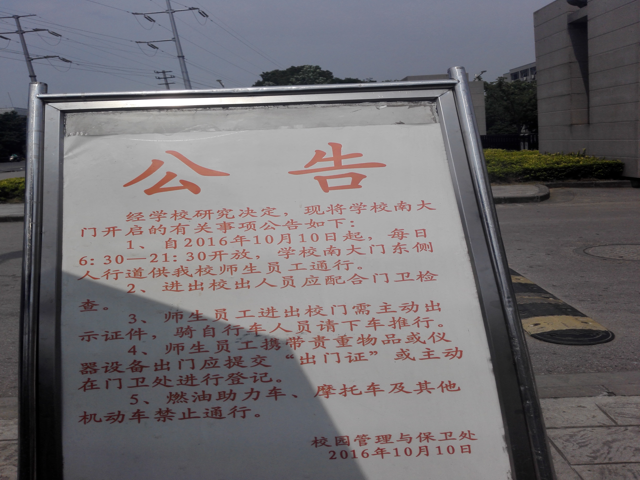 公告
经学校研究决定，现将学校南大
门开启的有关事项公告如下：
1、自2016年10月10日起，每日
6:30—21:30开放，学校南大门东侧
人行道供我校师生员工通行。
2、进出校出人员应配合门卫检
查。
3、师生员工进出校门需主动出
示证件，骑自行车人员请下车推行。
4、师生员工携带贵重物品或仪
器设备出门应提交“出门证”或主动
在门卫处进行登记。
5、燃油助力车、摩托车及其他
机动车禁止通行。
校园管理与保卫处
2016年10月10日